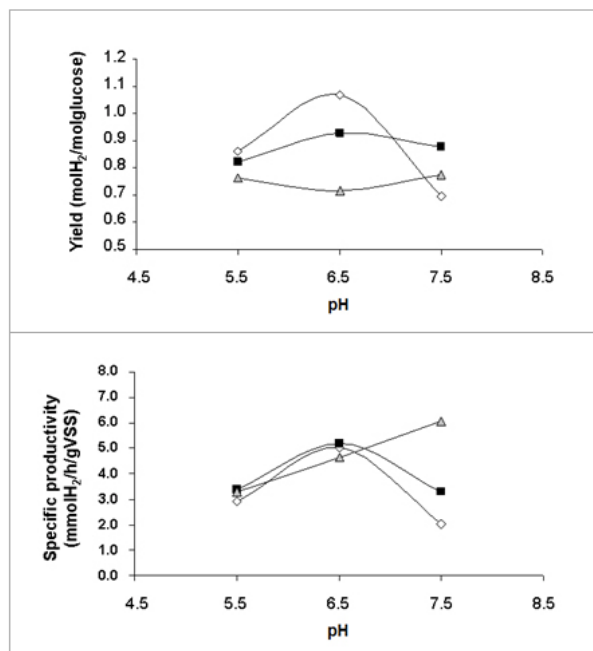 Yield (molH₂/molglucose)
1.2
1.1
1.0
0.9
0.8
0.7
0.6
0.5
4.5 5.5 6.5 7.5 8.5
pH
Specific productivity
(mmolH₂/h/gVSS)
8.0
7.0
6.0
5.0
4.0
3.0
2.0
1.0
0.0
4.5 5.5 6.5 7.5 8.5
pH